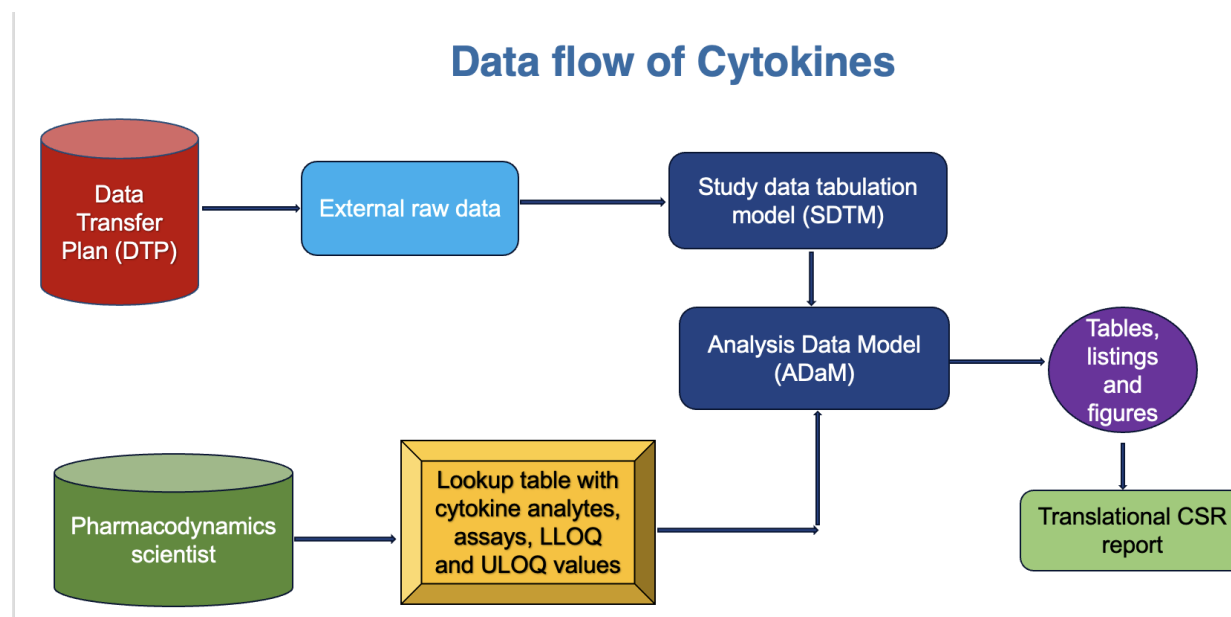 Data flow of Cytokines
Data
Transfer
Plan (DTP)
External raw data
Study data tabulation
model (SDTM)
Analysis Data Model
(ADaM)
Tables,
listings
and
figures
Pharmacodynamics
scientist
Lookup table with
cytokine analytes,
assays, LLOQ
and ULOQ values
Translational CSR
report